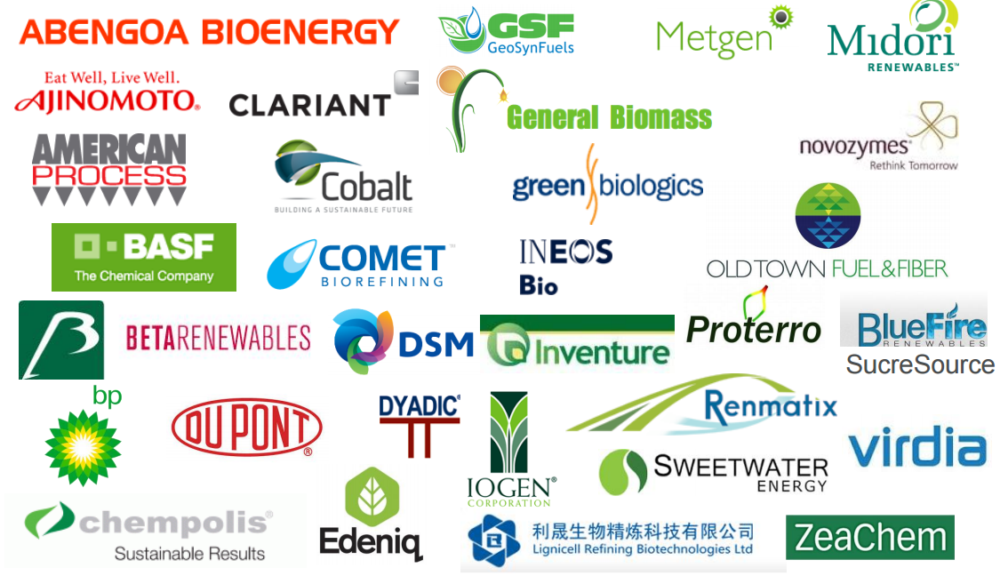 ABENGOA BIOENERGY
GSF
GeoSynFuels
Metgen
Midori
RENEWABLES™
Eat Well, Live Well.
AJINOMOTO®
CLARIANT
General Biomass
novozymes®
Rethink Tomorrow
AMERICAN
PROCESS
Cobalt
BUILDING A SUSTAINABLE FUTURE
green biologics
OLD TOWN FUEL & FIBER
BASF
The Chemical Company
COMET™
BIOREFINING
INEOS
Bio
BETARENEWABLES
DSM
Inventure
Proterro
BlueFire
RENEWABLES
SucreSource
bp
DU PONT®
DYADIC®
IOGEN®
CORPORATION
Renmatix
SWEETWATER
ENERGY
virdia
chempolis®
Sustainable Results
Edeniq
利晟生物精炼科技有限公司
Lignicell Refining Biotechnologies Ltd
ZeaChem